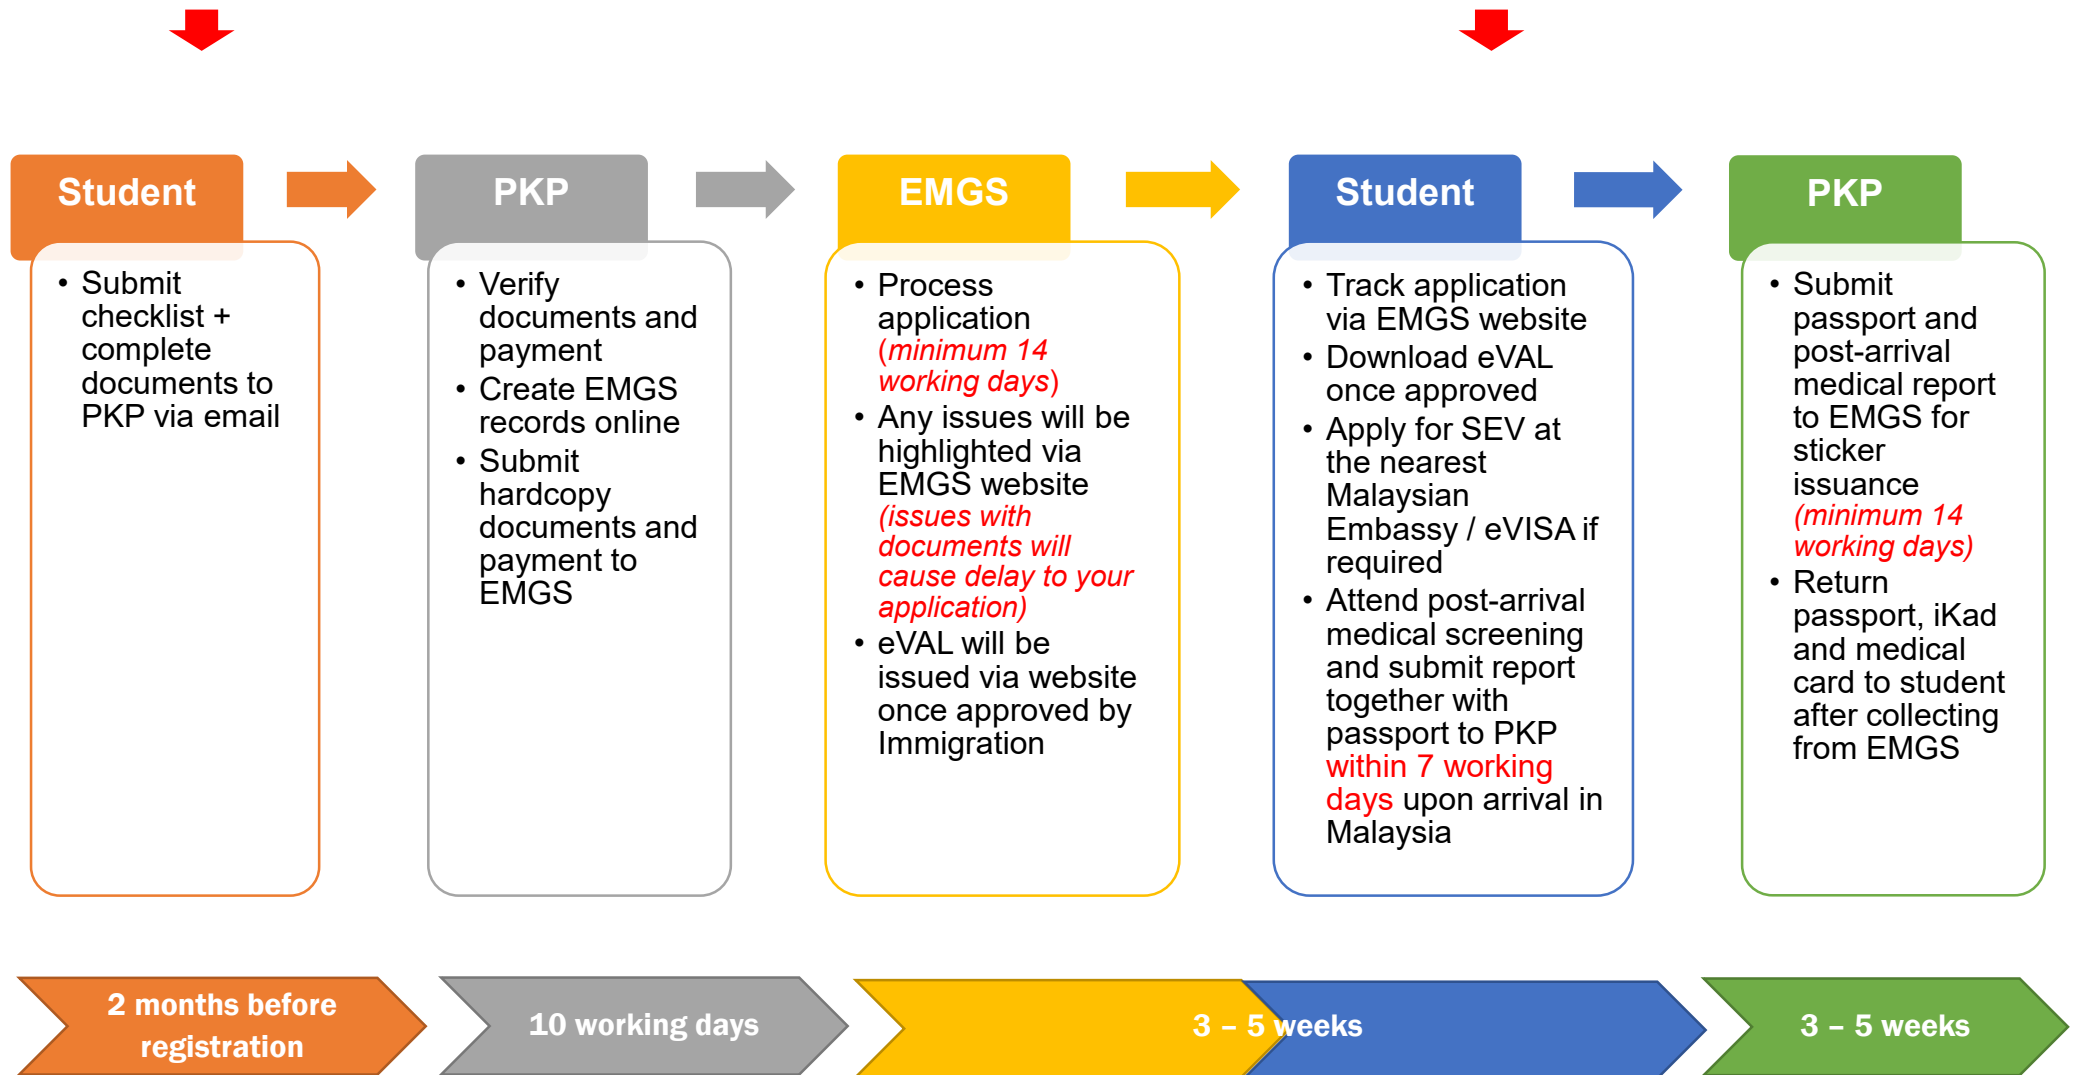 Student
• Submit
checklist +
complete
documents to
PKP via email
PKP
• Verify
documents and
payment
• Create EMGS
records online
• Submit
hardcopy
documents and
payment to
EMGS
EMGS
• Process
application
(minimum 14
working days)
• Any issues will be
highlighted via
EMGS website
(issues with
documents will
cause delay to your
application)
• eVAL will be
issued via website
once approved by
Immigration
Student
• Track application
via EMGS website
• Download eVAL
once approved
• Apply for SEV at
the nearest
Malaysian
Embassy / eVISA if
required
• Attend post-arrival
medical screening
and submit report
together with
passport to PKP
within 7 working
days upon arrival in
Malaysia
PKP
• Submit
passport and
post-arrival
medical report
to EMGS for
sticker
issuance
(minimum 14
working days)
• Return
passport, iKad
and medical
card to student
after collecting
from EMGS
2 months before
registration
10 working days
3 – 5 weeks
3 – 5 weeks